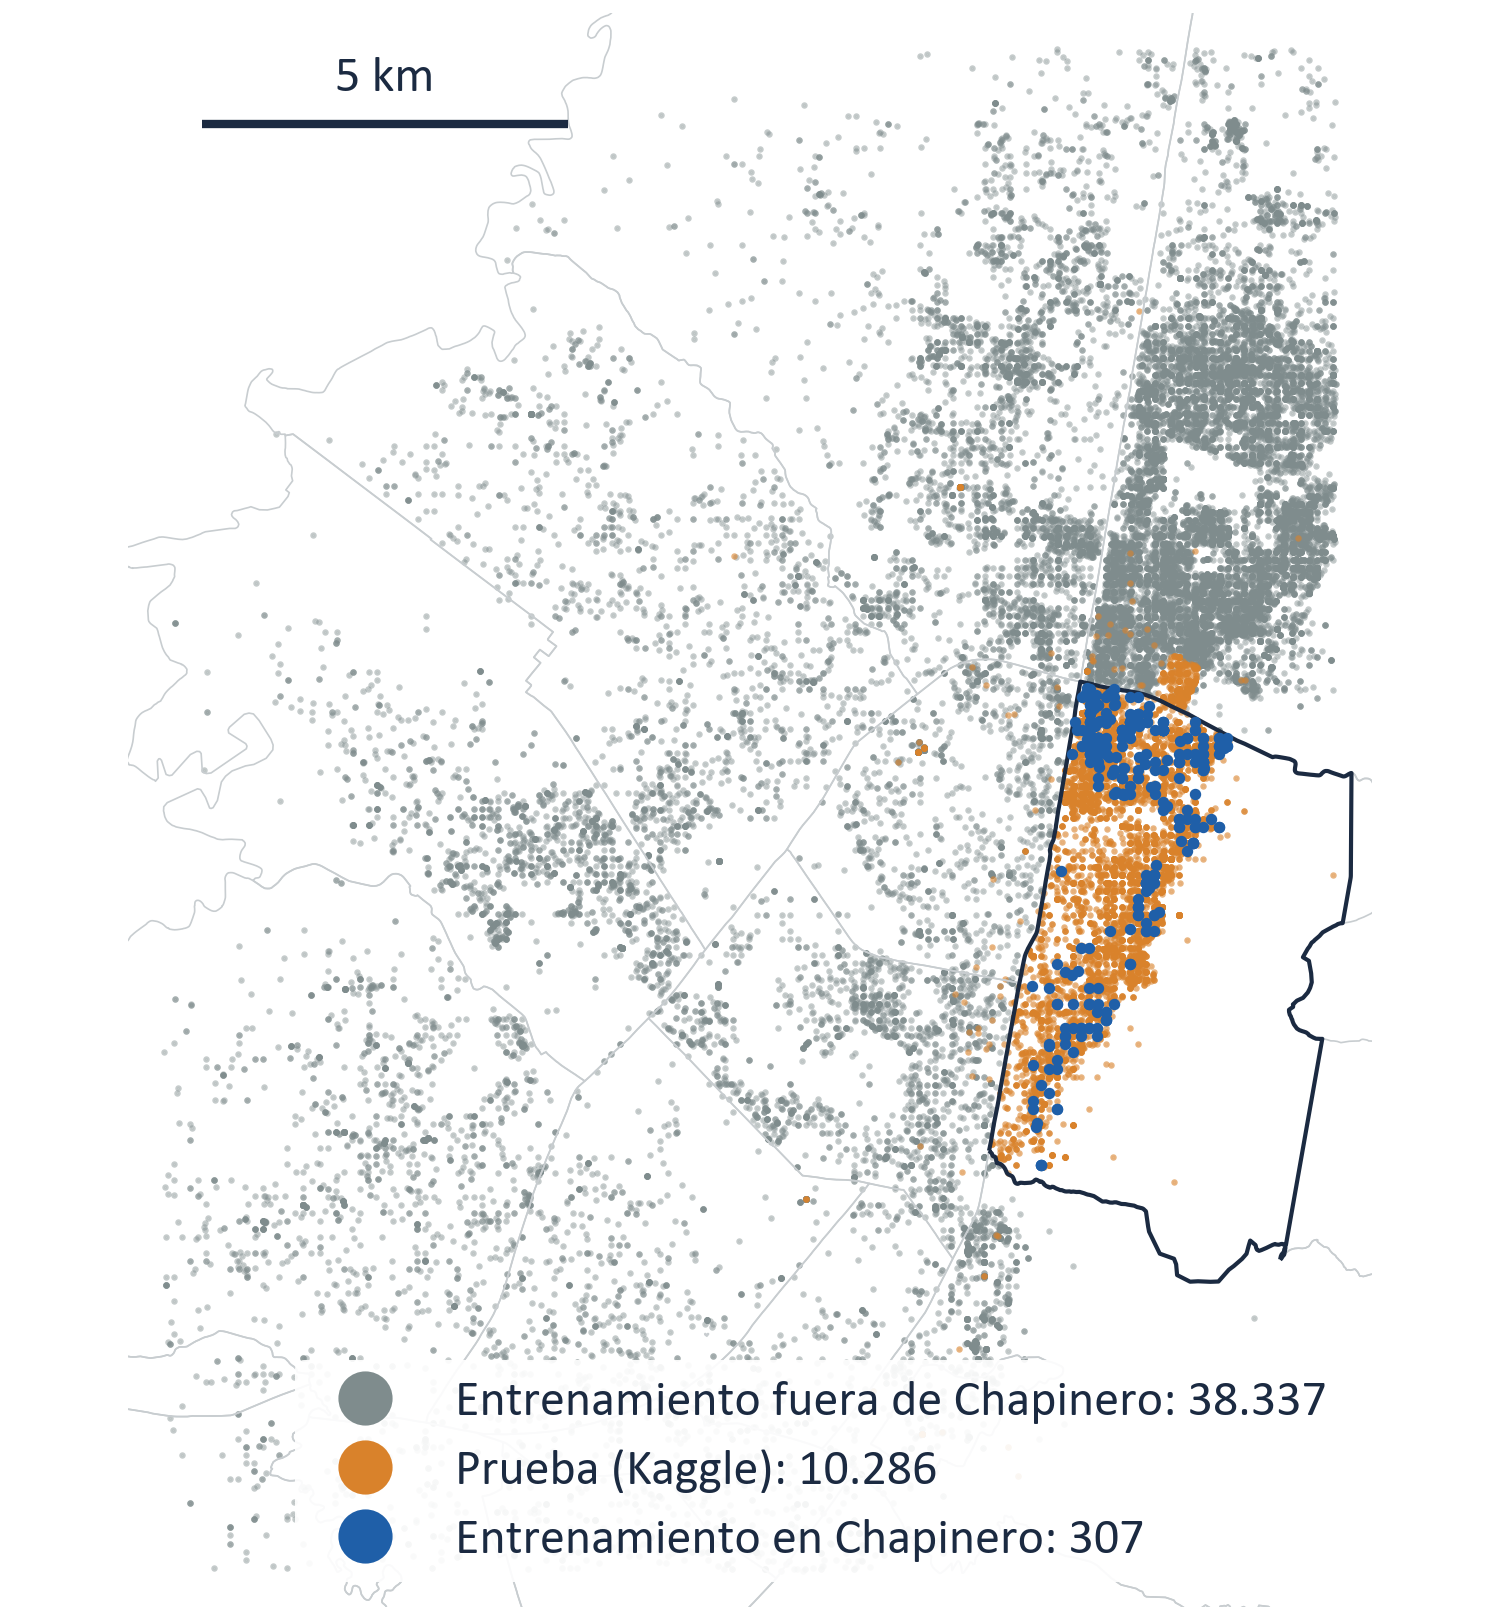 5 km
Entrenamiento fuera de Chapinero: 38.337
Prueba (Kaggle): 10.286
Entrenamiento en Chapinero: 307